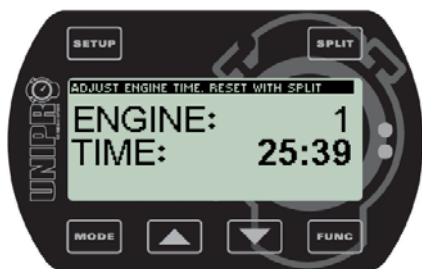 SETUP
SPLIT
ADJUST ENGINE TIME. RESET WITH SPLIT
ENGINE: 1
TIME: 25:39
UNIPRO
MODE
FUNC